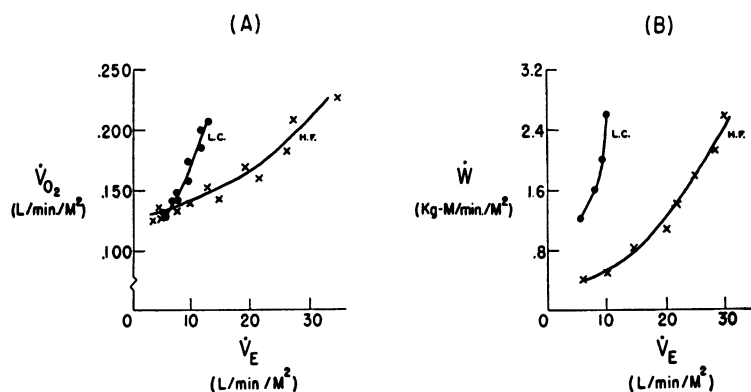 (A)
.250
.200
.150
.100
V̇O₂
(L/min./M²)
L.C.
H.F.
0
10
20
30
V̇E
(L/min/M²)
(B)
3.2
2.4
1.6
.8
Ẇ
(Kg-M/min./M²)
L.C.
H.F.
0
10
20
30
V̇E
(L/min/M²)